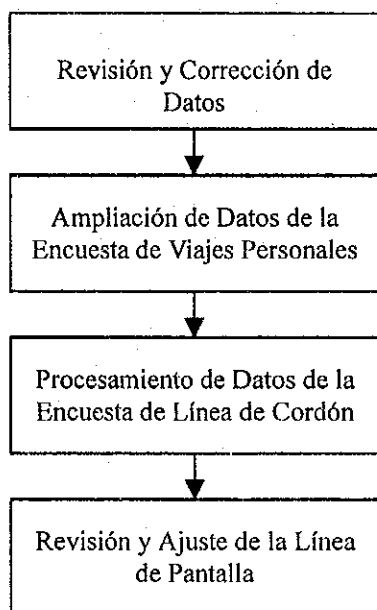 Revisión y Corrección de
Datos
Ampliación de Datos de la
Encuesta de Viajes Personales
Procesamiento de Datos de la
Encuesta de Línea de Cordón
Revisión y Ajuste de la Línea
de Pantalla